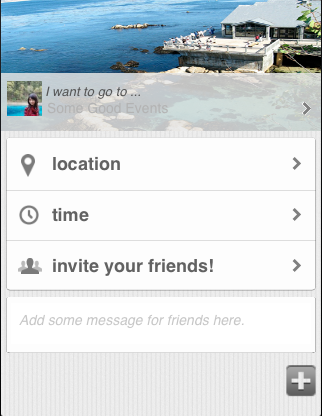 I want to go to ...
Some Good Events
location
time
invite your friends!
Add some message for friends here.